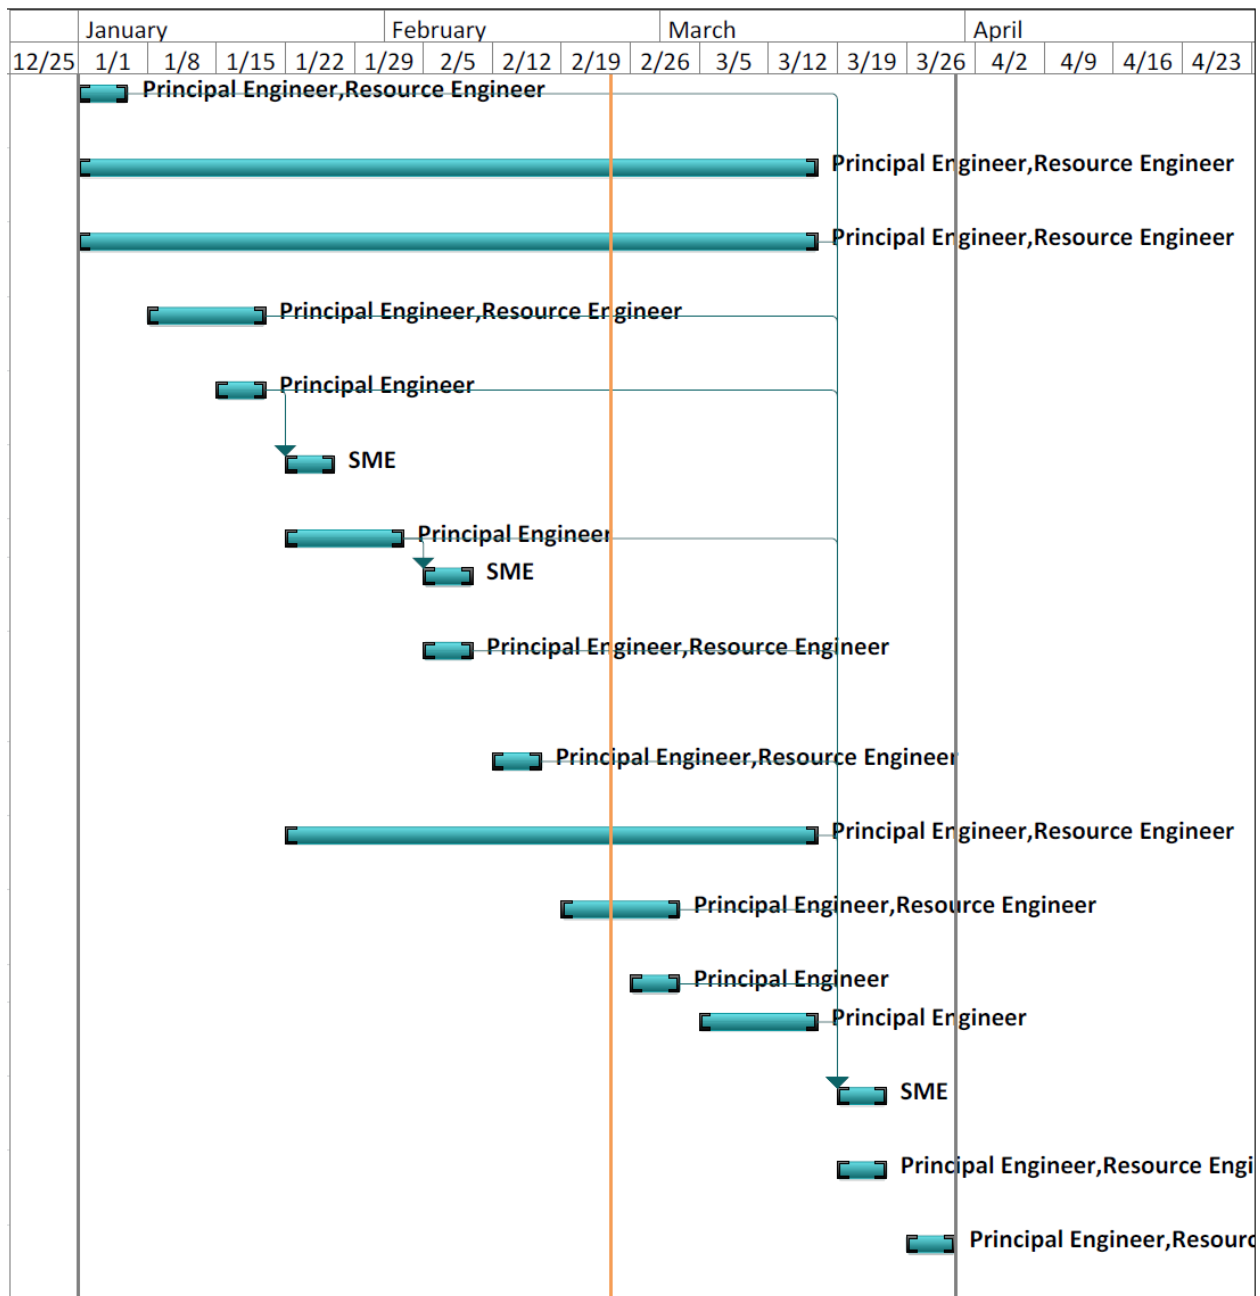 January February March April
12/25 1/1 1/8 1/15 1/22 1/29 2/5 2/12 2/19 2/26 3/5 3/12 3/19 3/26 4/2 4/9 4/16 4/23
Principal Engineer,Resource Engineer
Principal Engineer,Resource Engineer
Principal Engineer,Resource Engineer
Principal Engineer,Resource Engineer
Principal Engineer
SME
Principal Engineer
SME
Principal Engineer,Resource Engineer
Principal Engineer,Resource Engineer
Principal Engineer,Resource Engineer
Principal Engineer,Resource Engineer
Principal Engineer
Principal Engineer
SME
Principal Engineer,Resource Engi
Principal Engineer,Resourc